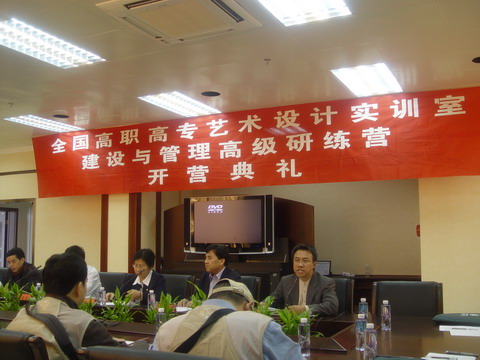 全国高职高专艺术设计实训室
建设与管理高级研练营
开营典礼
DVD